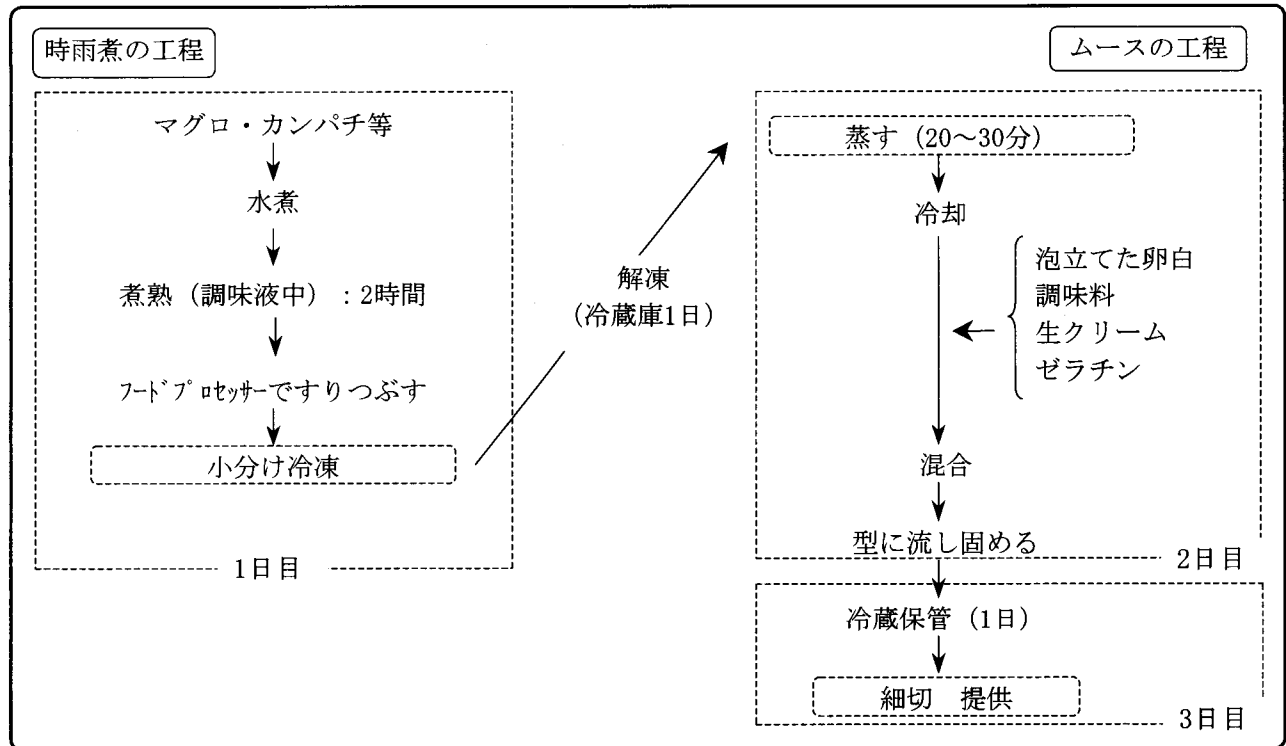 時雨煮の工程
マグロ・カンパチ等
水煮
煮熟（調味液中）：2時間
ﾌｰﾄﾞﾌﾟﾛｾｯｻｰですりつぶす
小分け冷凍
1日目
解凍
(冷蔵庫1日)
ムースの工程
蒸す（20～30分）
冷却
泡立てた卵白
調味料
生クリーム
ゼラチン
混合
型に流し固める
2日目
冷蔵保管（1日）
細切　提供
3日目